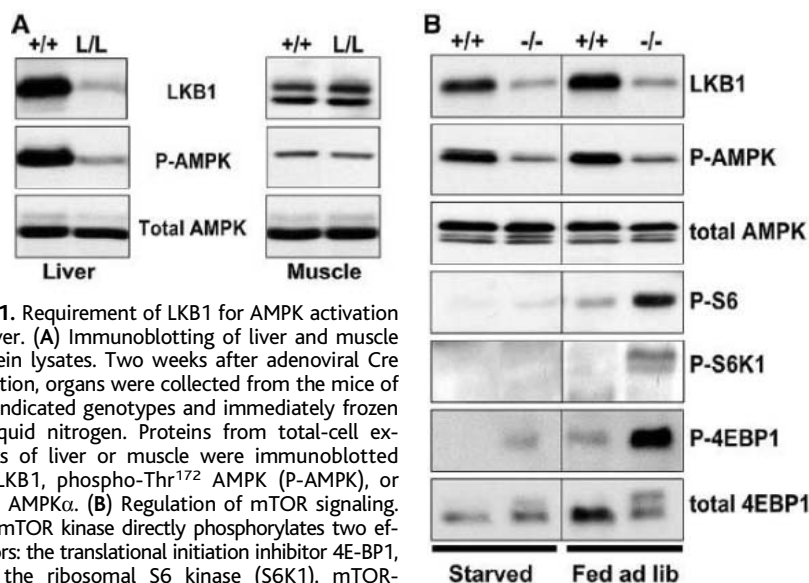 A
+/+ L/L
+/+ L/L
LKB1
P-AMPK
Total AMPK
Liver
Muscle
B
+/+ -/- +/+ -/-
LKB1
P-AMPK
total AMPK
P-S6
P-S6K1
P-4EBP1
total 4EBP1
Starved
Fed ad lib
1. Requirement of LKB1 for AMPK activation
ver. (A) Immunoblotting of liver and muscle
ein lysates. Two weeks after adenoviral Cre
tion, organs were collected from the mice of
indicated genotypes and immediately frozen
quid nitrogen. Proteins from total-cell ex-
s of liver or muscle were immunoblotted
LKB1, phospho-Thr¹⁷² AMPK (P-AMPK), or
AMPKα. (B) Regulation of mTOR signaling.
mTOR kinase directly phosphorylates two ef-
ors: the translational initiation inhibitor 4E-BP1,
the ribosomal S6 kinase (S6K1). mTOR-